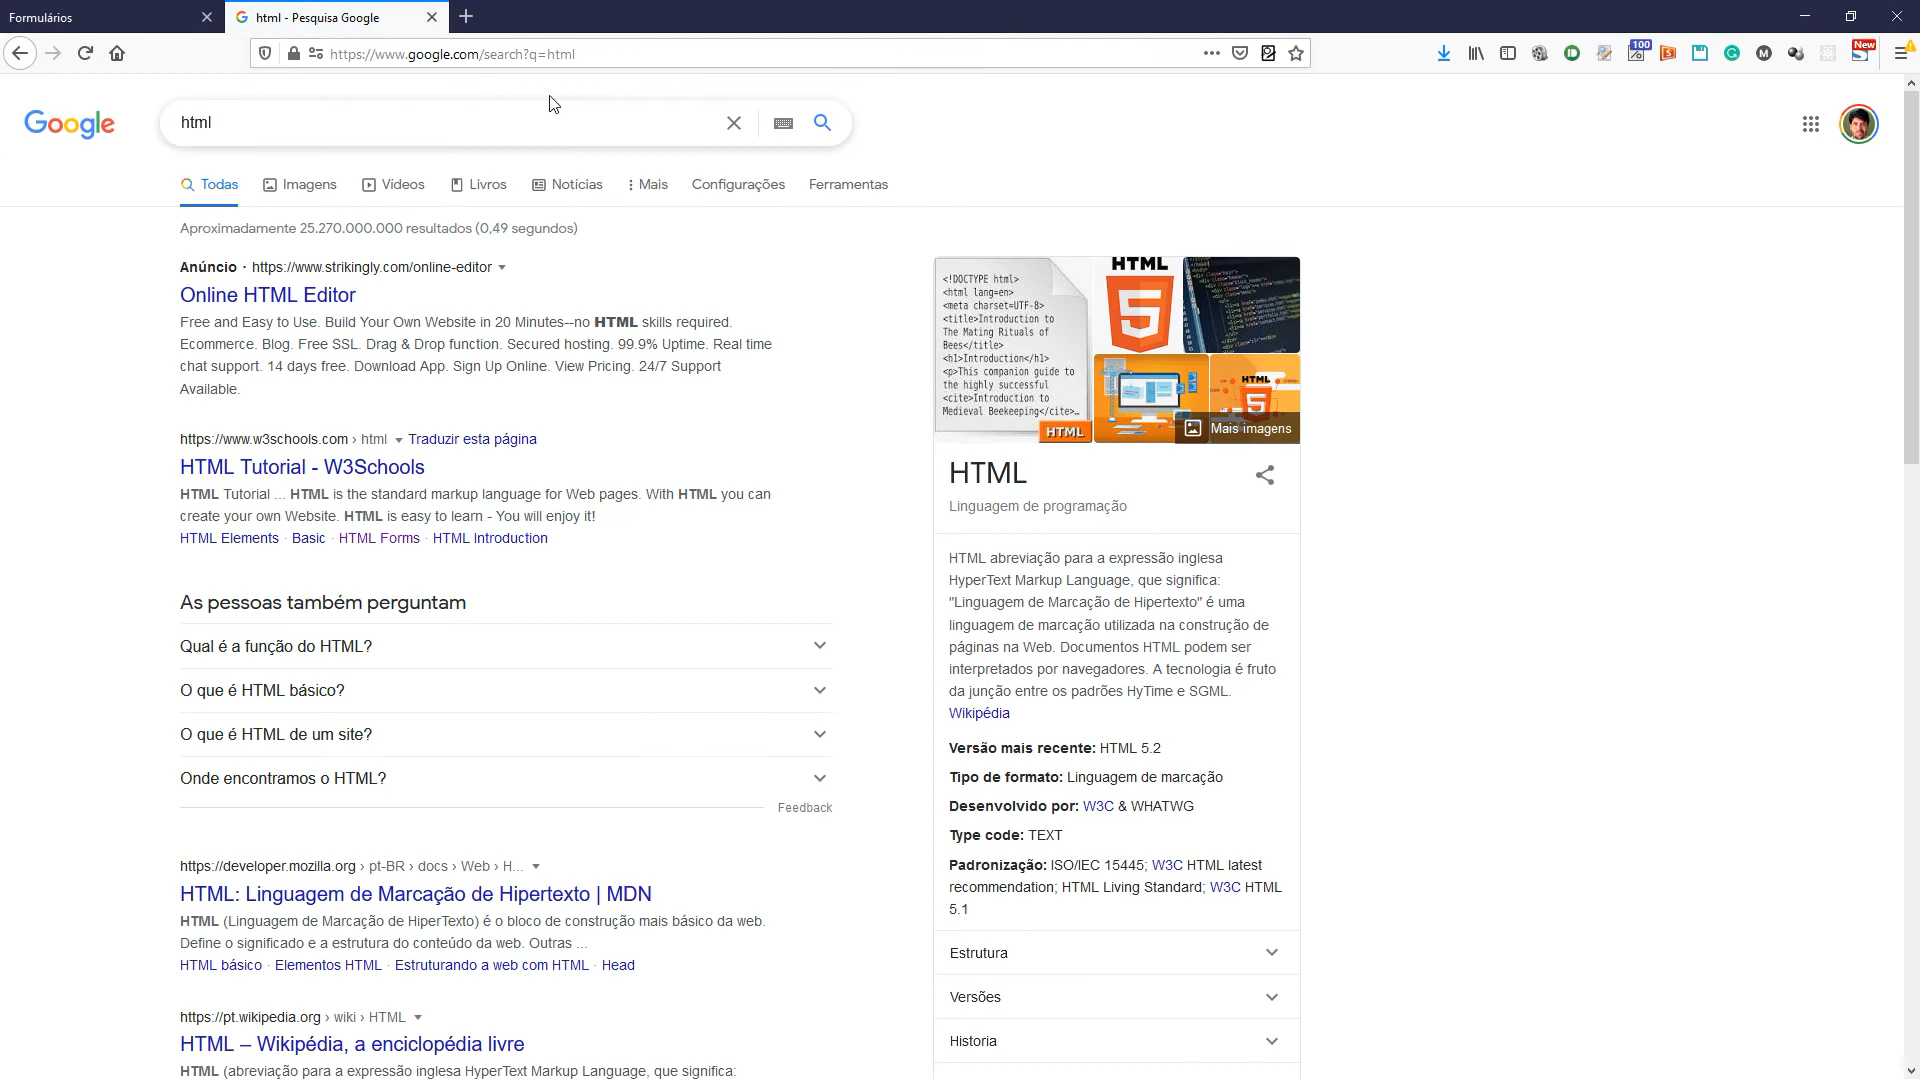 Formulários
html - Pesquisa Google
https://www.google.com/search?q=html
100
New
Google
html
Todas
Imagens
Vídeos
Livros
Notícias
Mais
Configurações
Ferramentas
Aproximadamente 25.270.000.000 resultados (0,49 segundos)
Anúncio · https://www.strikingly.com/online-editor
Online HTML Editor
Free and Easy to Use. Build Your Own Website in 20 Minutes--no HTML skills required.
Ecommerce. Blog. Free SSL. Drag & Drop function. Secured hosting. 99.9% Uptime. Real time
chat support. 14 days free. Download App. Sign Up Online. View Pricing. 24/7 Support
Available.
https://www.w3schools.com › html Traduzir esta página
HTML Tutorial - W3Schools
HTML Tutorial ... HTML is the standard markup language for Web pages. With HTML you can
create your own Website. HTML is easy to learn - You will enjoy it!
HTML Elements · Basic · HTML Forms · HTML Introduction
As pessoas também perguntam
Qual é a função do HTML?
O que é HTML básico?
O que é HTML de um site?
Onde encontramos o HTML?
Feedback
https://developer.mozilla.org › pt-BR › docs › Web › H...
HTML: Linguagem de Marcação de Hipertexto | MDN
HTML (Linguagem de Marcação de HiperTexto) é o bloco de construção mais básico da web.
Define o significado e a estrutura do conteúdo da web. Outras ...
HTML básico · Elementos HTML · Estruturando a web com HTML · Head
https://pt.wikipedia.org › wiki › HTML
HTML – Wikipédia, a enciclopédia livre
HTML (abreviação para a expressão inglesa HyperText Markup Language, que significa:
<!DOCTYPE html>
<html lang=en>
<meta charset=UTF-8>
<title>Introduction to
The Mating Rituals of
Bees</title>
<h1>Introduction</h1>
<p>This companion guide to
the highly successful
<cite>Introduction to
Medieval Beekeeping</cite>…
HTML
HTML
5
HTML
5
Mais imagens
HTML
Linguagem de programação
HTML abreviação para a expressão inglesa
HyperText Markup Language, que significa:
"Linguagem de Marcação de Hipertexto" é uma
linguagem de marcação utilizada na construção de
páginas na Web. Documentos HTML podem ser
interpretados por navegadores. A tecnologia é fruto
da junção entre os padrões HyTime e SGML.
Wikipédia
Versão mais recente: HTML 5.2
Tipo de formato: Linguagem de marcação
Desenvolvido por: W3C & WHATWG
Type code: TEXT
Padronização: ISO/IEC 15445; W3C HTML latest
recommendation; HTML Living Standard; W3C HTML
5.1
Estrutura
Versões
Historia